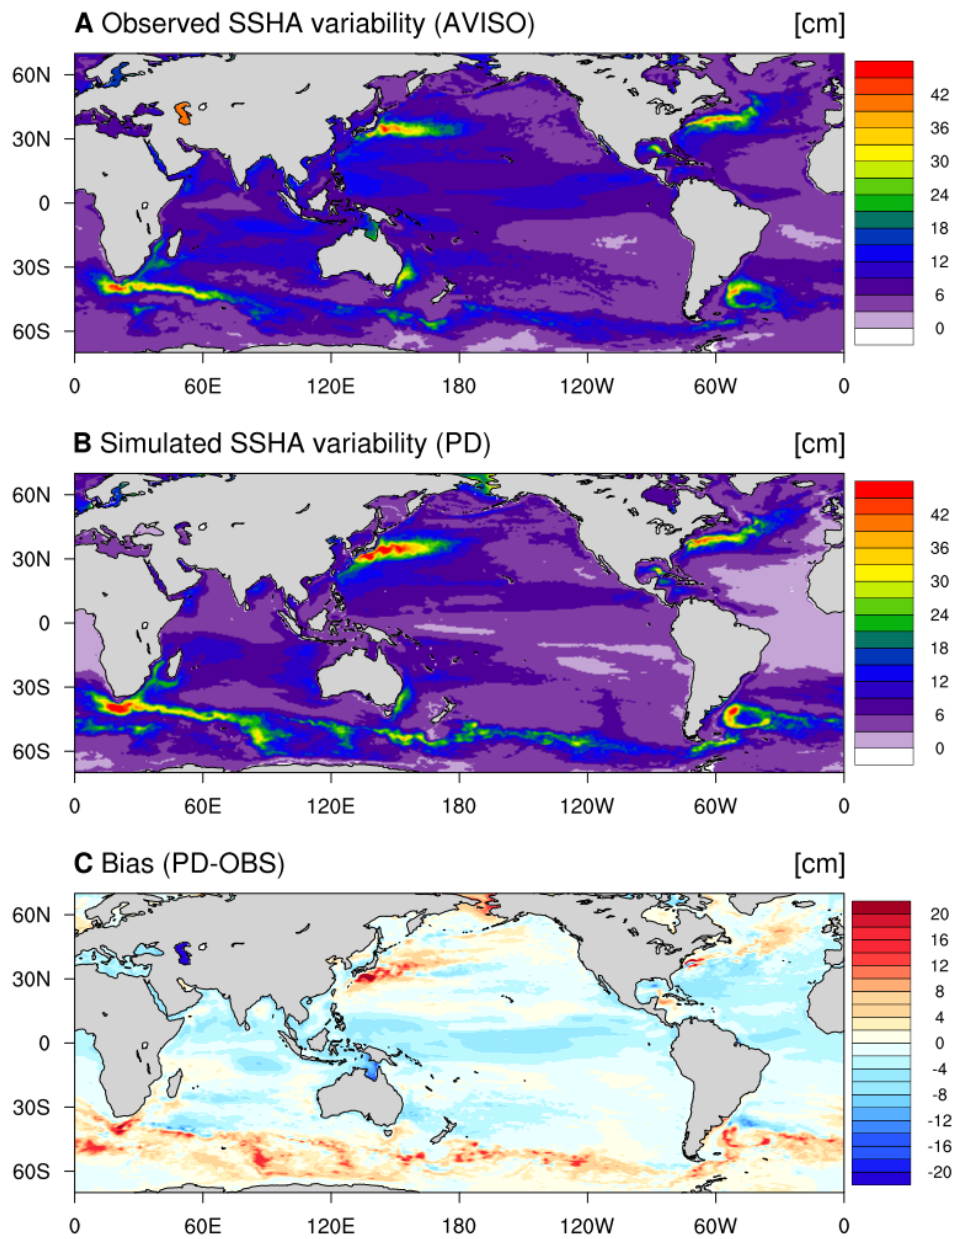 A Observed SSHA variability (AVISO) [cm]
60N
30N
0
30S
60S
0 60E 120E 180 120W 60W 0
42
36
30
24
18
12
6
0
B Simulated SSHA variability (PD) [cm]
60N
30N
0
30S
60S
0 60E 120E 180 120W 60W 0
42
36
30
24
18
12
6
0
C Bias (PD-OBS) [cm]
60N
30N
0
30S
60S
0 60E 120E 180 120W 60W 0
20
16
12
8
4
0
-4
-8
-12
-16
-20